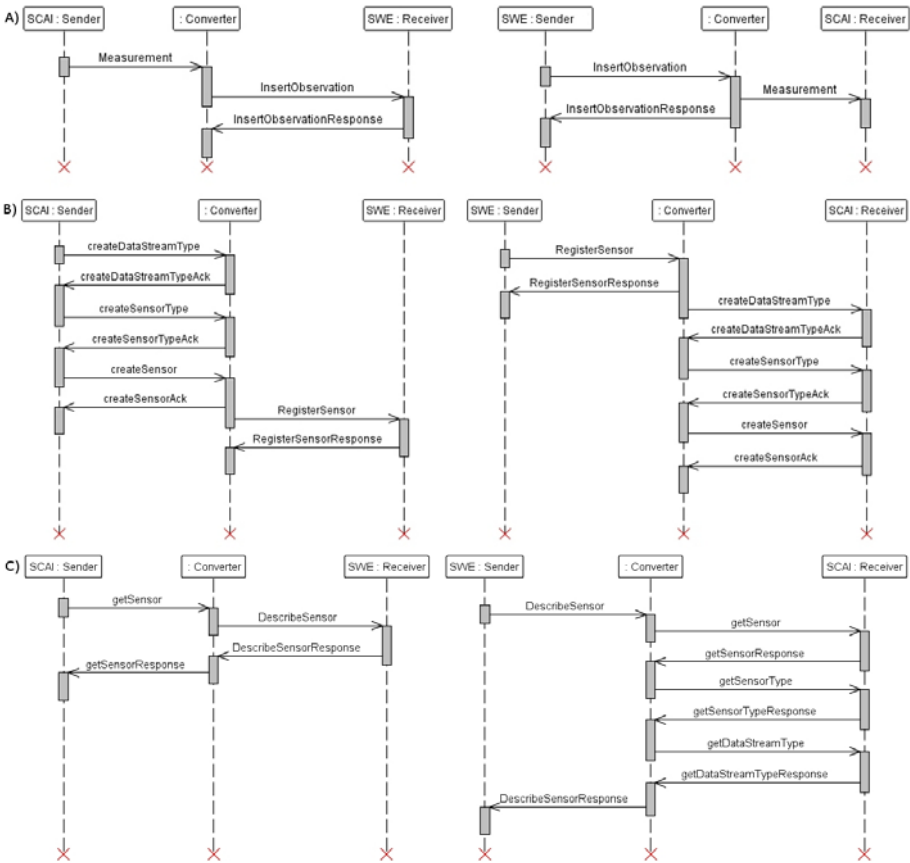 A)
SCAI : Sender
: Converter
SWE : Receiver
Measurement
InsertObservation
InsertObservationResponse
SWE : Sender
: Converter
SCAI : Receiver
InsertObservation
Measurement
InsertObservationResponse
B)
SCAI : Sender
: Converter
SWE : Receiver
createDataStreamType
createDataStreamTypeAck
createSensorType
createSensorTypeAck
createSensor
createSensorAck
RegisterSensor
RegisterSensorResponse
SWE : Sender
: Converter
SCAI : Receiver
RegisterSensor
RegisterSensorResponse
createDataStreamType
createDataStreamTypeAck
createSensorType
createSensorTypeAck
createSensor
createSensorAck
C)
SCAI : Sender
: Converter
SWE : Receiver
getSensor
DescribeSensor
DescribeSensorResponse
getSensorResponse
SWE : Sender
: Converter
SCAI : Receiver
DescribeSensor
getSensor
getSensorResponse
getSensorType
getSensorTypeResponse
getDataStreamType
getDataStreamTypeResponse
DescribeSensorResponse